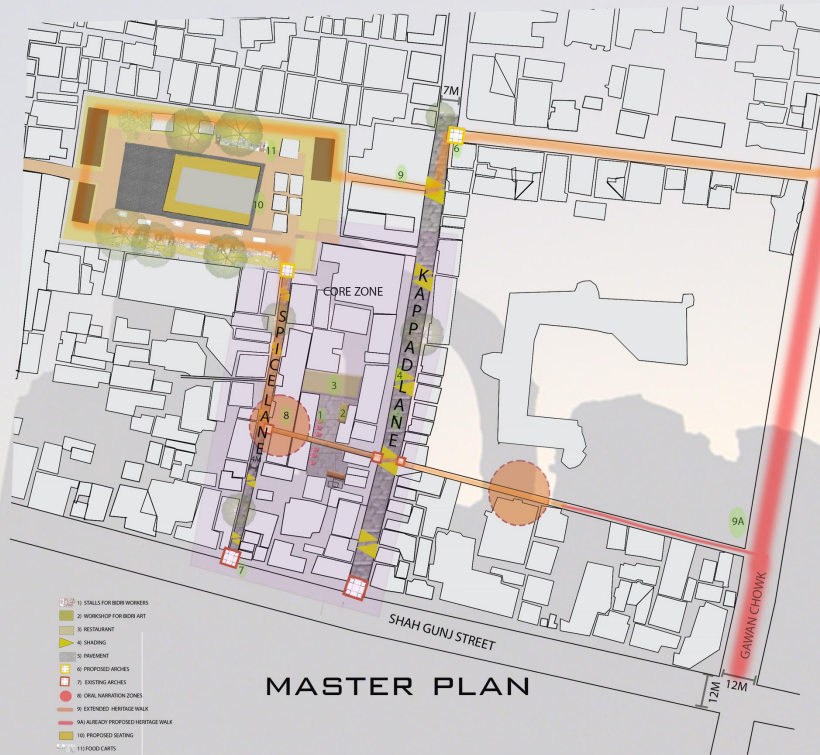 7M
6
11
9
10
CORE ZONE
KAPPADLANE
SPICE LANE
3
4
8
1
2
9A
7
GAWAN CHOWK
SHAH GUNJ STREET
12M
12M
MASTER PLAN
1) STALLS FOR BIDRI WORKERS
2) WORKSHOP FOR BIDRI ART
3) RESTAURANT
4) SHADING
5) PAVEMENT
6) PROPOSED ARCHES
7) EXISTING ARCHES
8) ORAL NARRATION ZONES
9) EXTENDED HERITAGE WALK
9A) ALREADY PROPOSED HERITAGE WALK
10) PROPOSED SEATING
11) FOOD CARTS